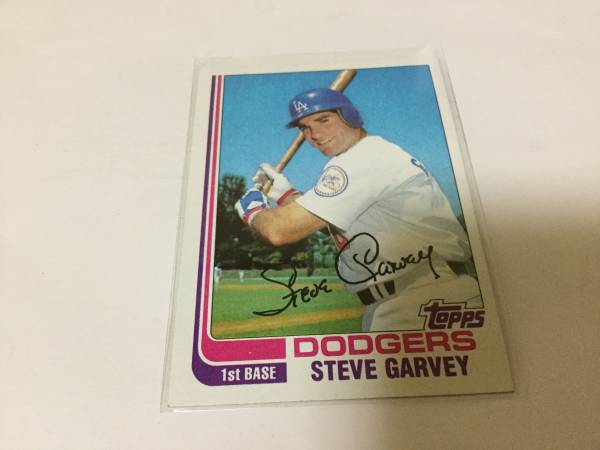 LA
Steve Garvey
topps
DODGERS
1st BASE
STEVE GARVEY